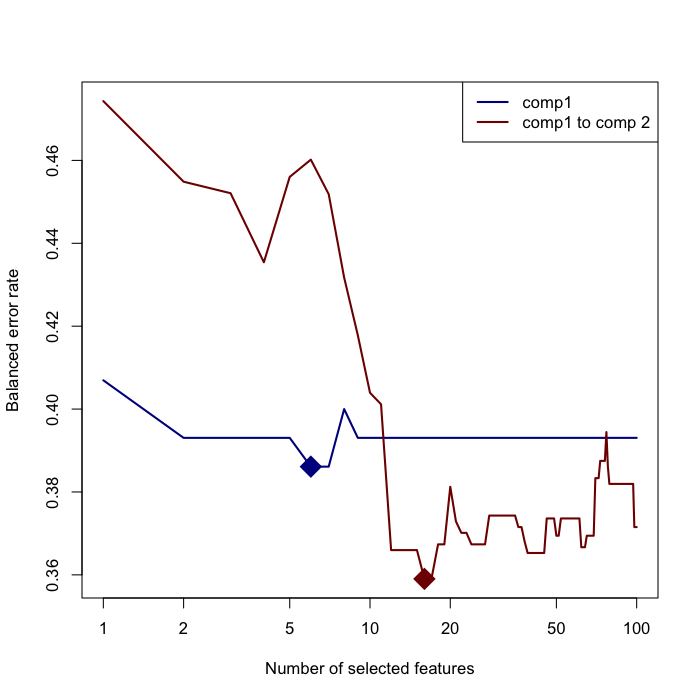 comp1
comp1 to comp 2
Balanced error rate
0.46
0.44
0.42
0.40
0.38
0.36
1 2 5 10 20 50 100
Number of selected features